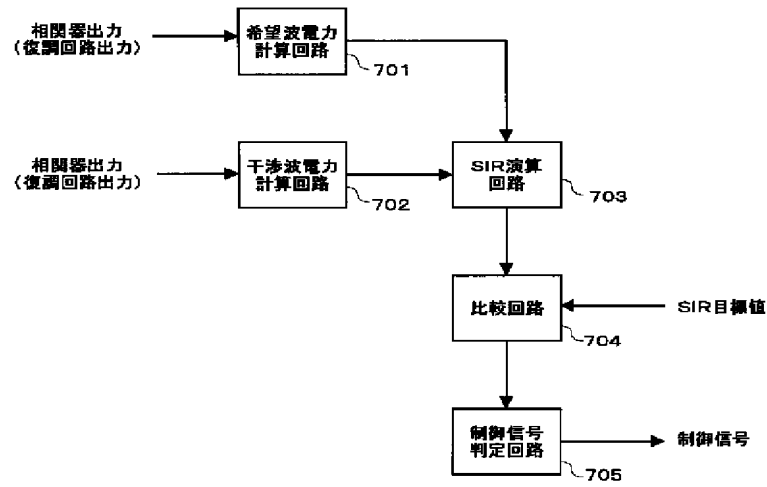 相関器出力
(復調回路出力)
希望波電力
計算回路
701
相関器出力
(復調回路出力)
干渉波電力
計算回路
702
SIR演算
回路
703
比較回路
704
SIR目標値
制御信号
判定回路
705
制御信号